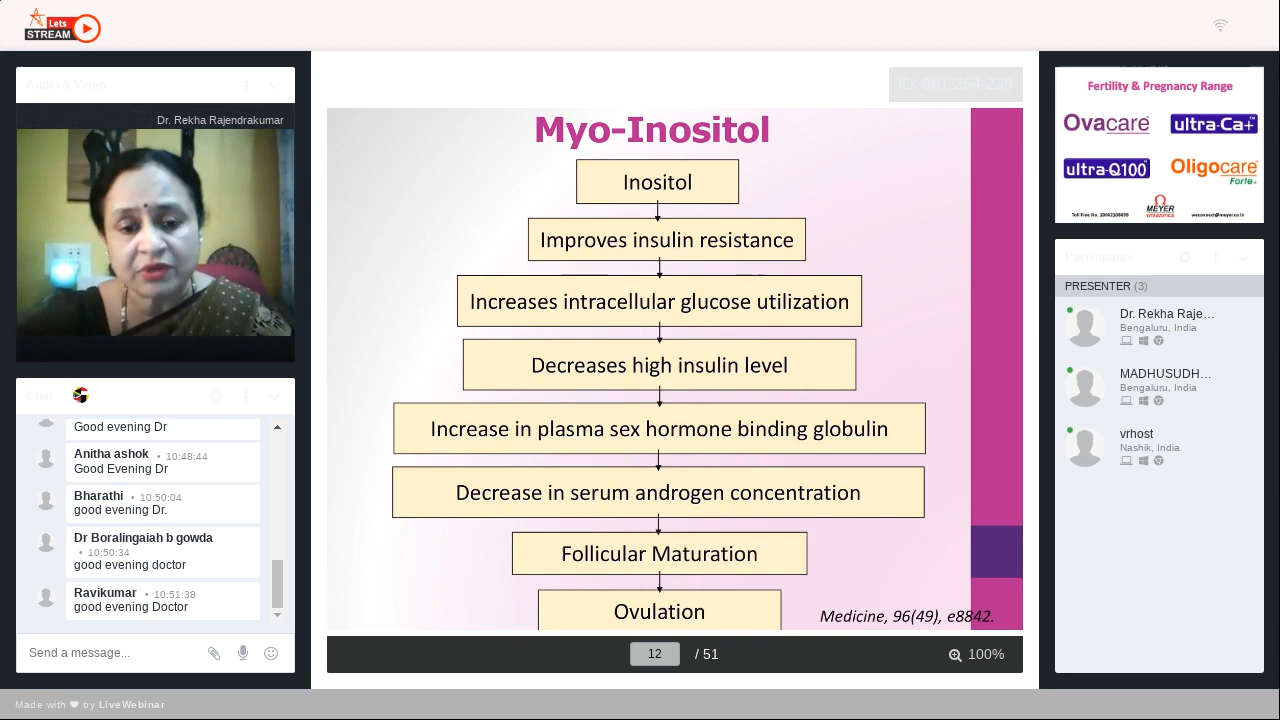 Lets
STREAM
Audio & Video
Dr. Rekha Rajendrakumar
Chat
Good evening Dr
Anitha ashok • 10:48:44
Good Evening Dr
Bharathi • 10:50:04
good evening Dr.
Dr Boralingaiah b gowda
• 10:50:34
good evening doctor
Ravikumar • 10:51:38
good evening Doctor
Send a message...
ID: 861-264-239
Myo-Inositol
Inositol
Improves insulin resistance
Increases intracellular glucose utilization
Decreases high insulin level
Increase in plasma sex hormone binding globulin
Decrease in serum androgen concentration
Follicular Maturation
Ovulation
Medicine, 96(49), e8842.
12 / 51
100%
Fertility & Pregnancy Range
Ovacare
ultra-Ca+
ultra-Q100
Oligocare
Forte+
MEYER
VITABIOTICS
weconnect@meyer.co.in
Participants
PRESENTER (3)
Dr. Rekha Raje...
Bengaluru, India
MADHUSUDH...
Bengaluru, India
vrhost
Nashik, India
Made with by LiveWebinar